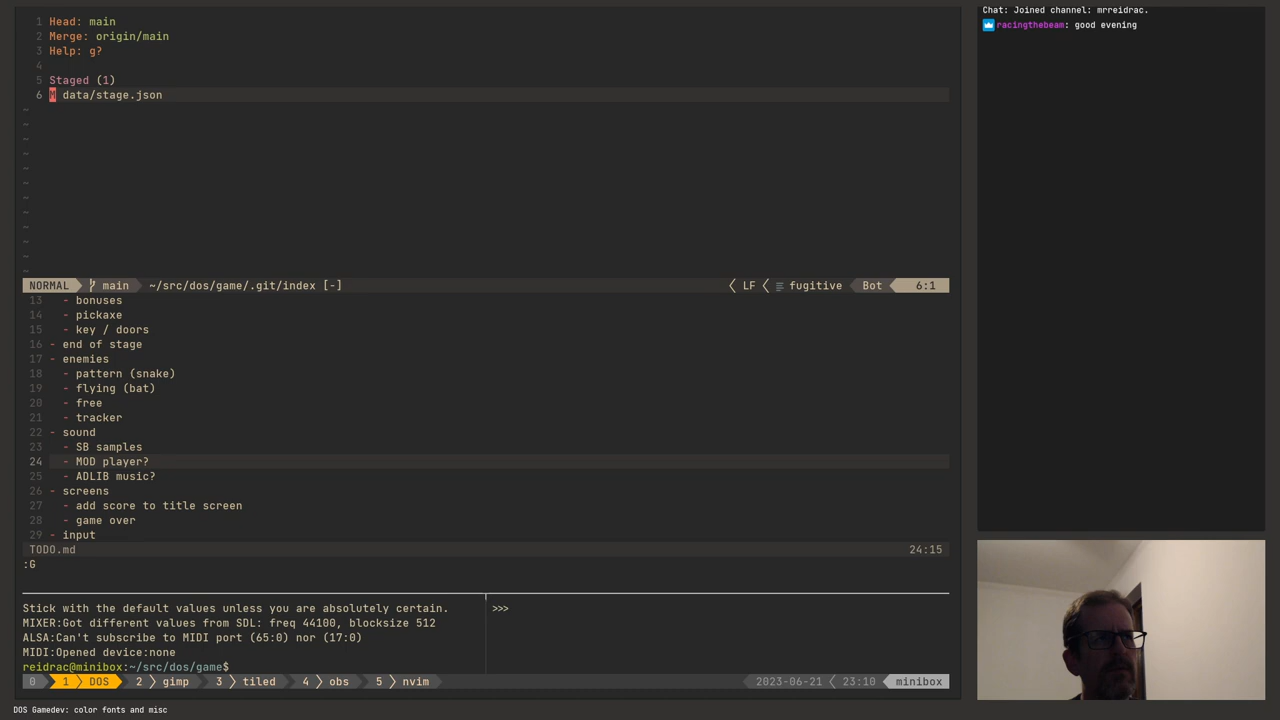 1 Head: main
2 Merge: origin/main
3 Help: g?
4
5 Staged (1)
6 M data/stage.json
~
~
~
~
~
~
~
~
~
~
~
~
NORMAL main ~/src/dos/game/.git/index [-] LF fugitive Bot 6:1
13 - bonuses
14 - pickaxe
15 - key / doors
16 - end of stage
17 - enemies
18 - pattern (snake)
19 - flying (bat)
20 - free
21 - tracker
22 - sound
23 - SB samples
24 - MOD player?
25 - ADLIB music?
26 - screens
27 - add score to title screen
28 - game over
29 - input
TODO.md 24:15
:G
Stick with the default values unless you are absolutely certain.
MIXER:Got different values from SDL: freq 44100, blocksize 512
ALSA:Can't subscribe to MIDI port (65:0) nor (17:0)
MIDI:Opened device:none
reidrac@minibox:~/src/dos/game$
>>>
0 1 DOS 2 gimp 3 tiled 4 obs 5 nvim 2023-06-21 23:10 minibox
DOS Gamedev: color fonts and misc
Chat: Joined channel: mrreidrac.
racingthebeam: good evening